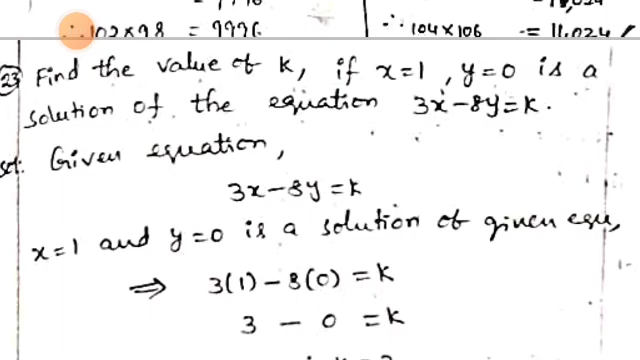 ∴ 102×98 = 9996
∴ 104×106 = 11,024
23) Find the value of k, if x=1, y=0 is a
solution of the equation 3x-8y=k.
Sol: Given equation,
3x-8y=k
x=1 and y=0 is a solution of given equ,
⇒ 3(1)-8(0)=k
3 - 0 = k